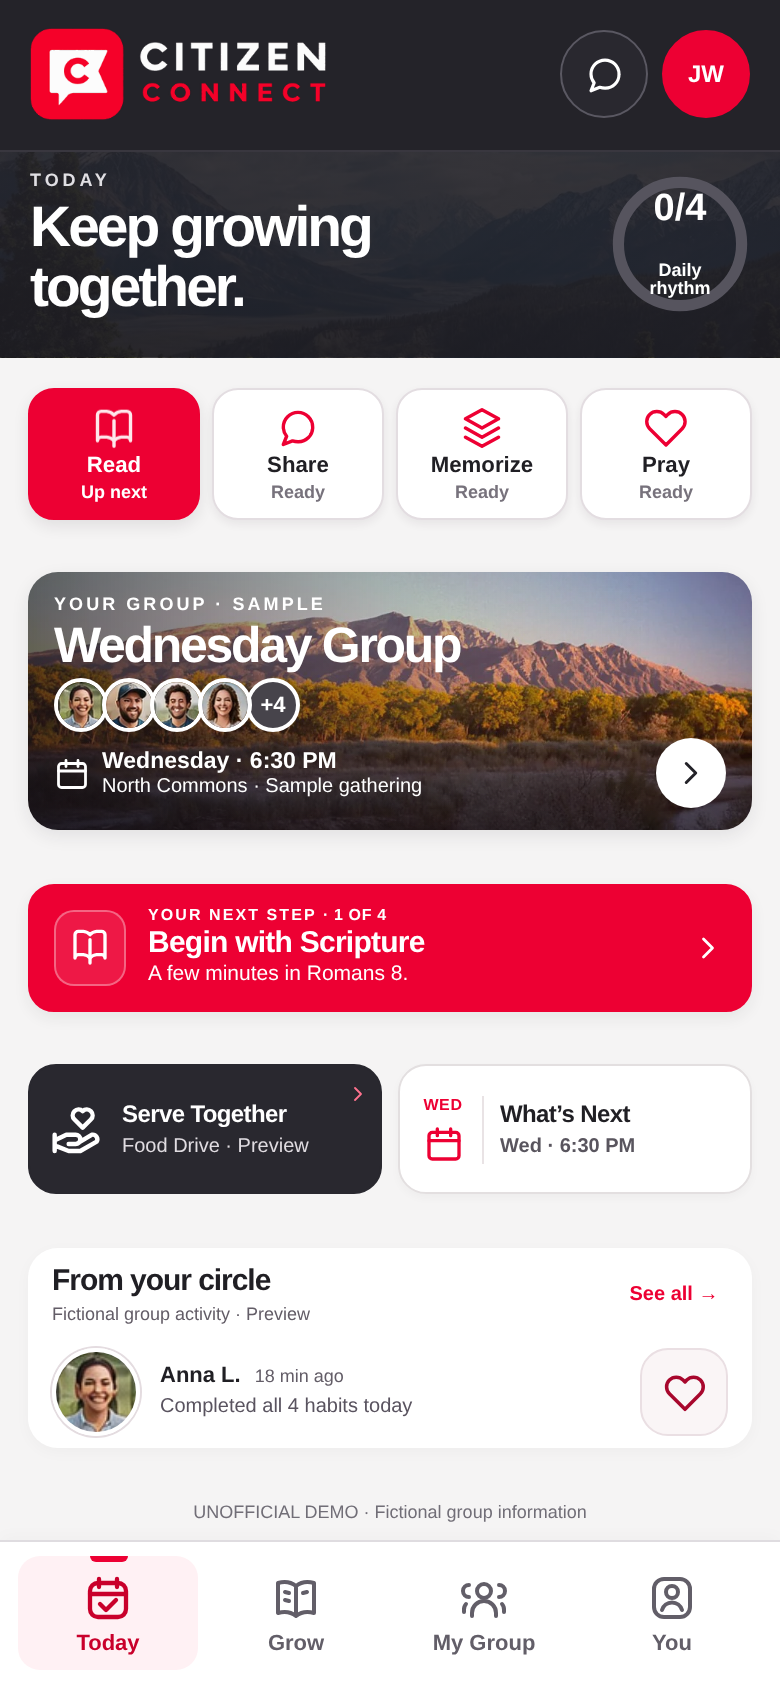 CITIZEN
CONNECT
JW
TODAY
Keep growing
together.
0/4
Daily
rhythm
Read
Up next
Share
Ready
Memorize
Ready
Pray
Ready
YOUR GROUP · SAMPLE
Wednesday Group
+4
Wednesday · 6:30 PM
North Commons · Sample gathering
YOUR NEXT STEP · 1 OF 4
Begin with Scripture
A few minutes in Romans 8.
Serve Together
Food Drive · Preview
WED
What’s Next
Wed · 6:30 PM
From your circle
Fictional group activity · Preview
See all →
Anna L. 18 min ago
Completed all 4 habits today
UNOFFICIAL DEMO · Fictional group information
Today
Grow
My Group
You